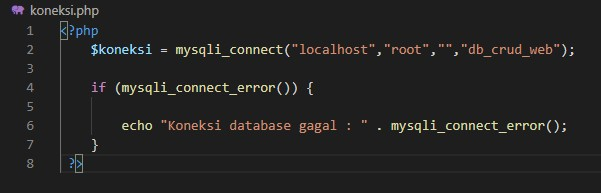 koneksi.php
1 <?php
2 $koneksi = mysqli_connect("localhost","root","","db_crud_web");
3
4 if (mysqli_connect_error()) {
5
6 echo "Koneksi database gagal : " . mysqli_connect_error();
7 }
8 ?>